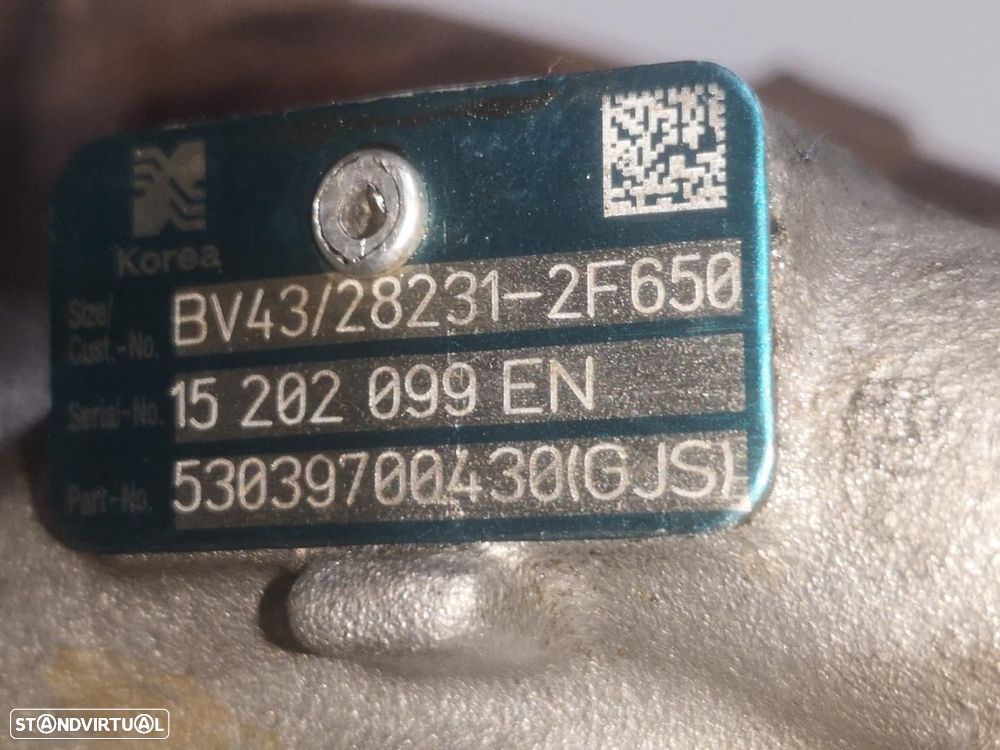 Korea
Size/
Cust.-No.
BV43/28231-2F650
Serial-No. 15 202 099 EN
Part-No. 53039700430(GJS)
STANDVIRTUAL